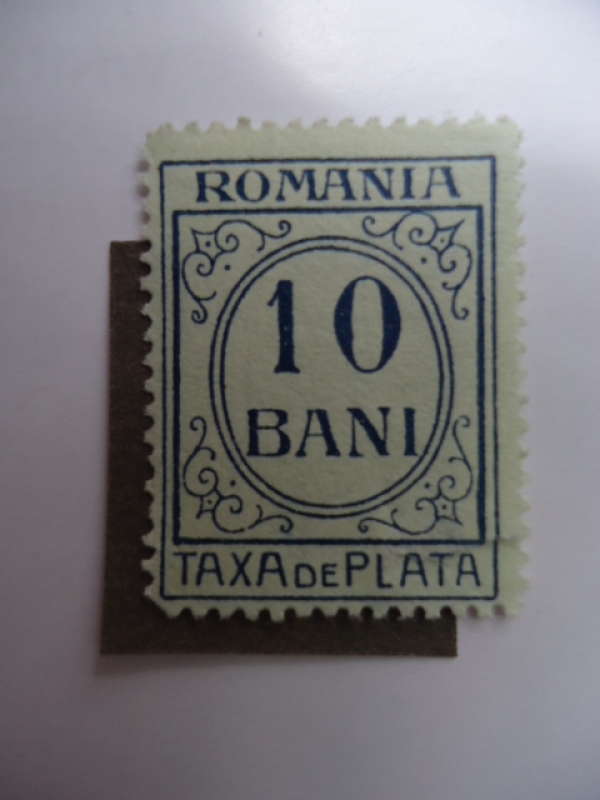 ROMANIA
10
BANI
TAXA DE PLATA